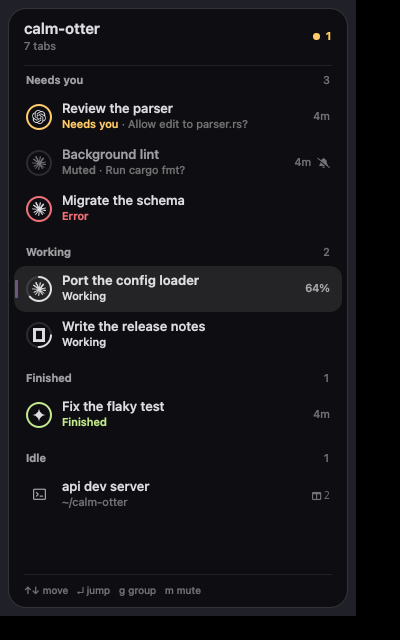 calm-otter
7 tabs
1
Needs you 3
Review the parser
Needs you · Allow edit to parser.rs?
4m
Background lint
Muted · Run cargo fmt?
4m
Migrate the schema
Error
Working 2
Port the config loader
Working
64%
Write the release notes
Working
Finished 1
Fix the flaky test
Finished
4m
Idle 1
api dev server
~/calm-otter
2
↑↓ move ↵ jump g group m mute